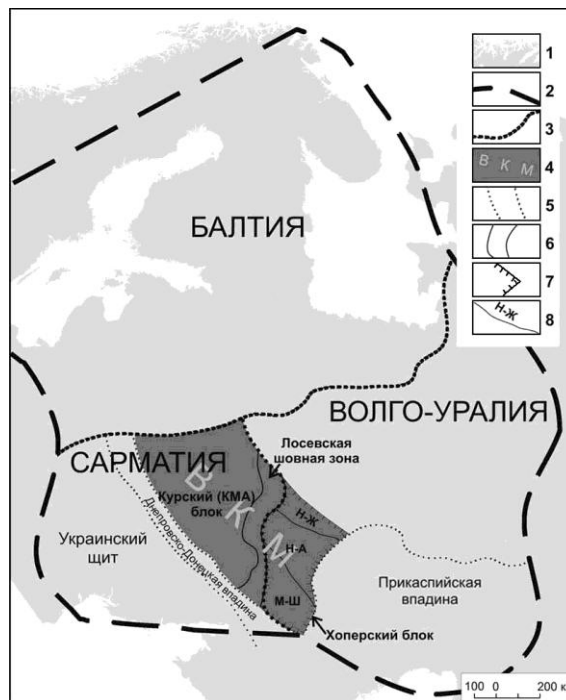 1
2
3
В К М
4
5
6
7
Н-Ж
8
БАЛТИЯ
ВОЛГО-УРАЛИЯ
Лосевская
шовная зона
САРМАТИЯ
В К М
Курский (КМА)
блок
Н-Ж
Украинский
щит
Днепровско-Донецкая впадина
Н-А
Прикаспийская
впадина
М-Ш
Хоперский блок
100 0 200 к